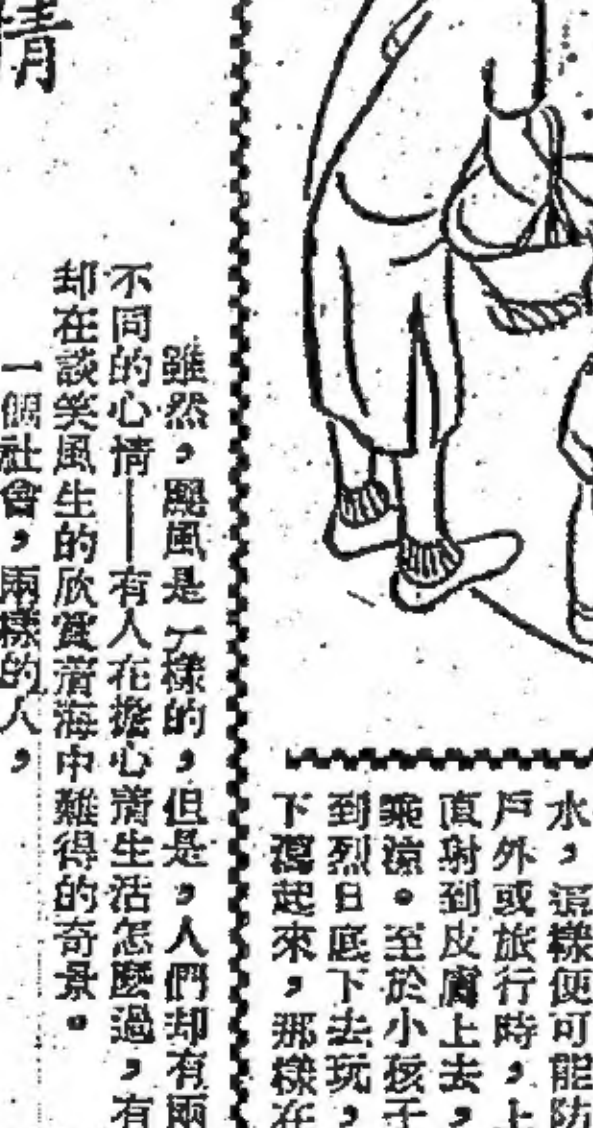 水，這樣便可能防
戶外或旅行時，上
直射到皮膚上去，
乘涼。至於小孩子
到烈日底下去玩，
下蕩起來，那樣在
情
雖然，颶風是一樣的，但是，人們却有兩
不同的心情——有人在擔心着生活怎麼過，有
却在談笑風生的欣賞着海中難得的奇景。
一個社會，兩樣的人，